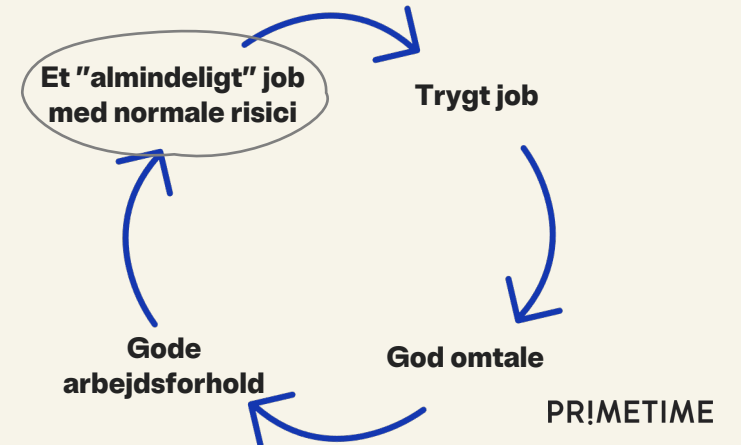 Et ”almindeligt” job
med normale risici
Trygt job
God omtale
Gode
arbejdsforhold
PR!METIME